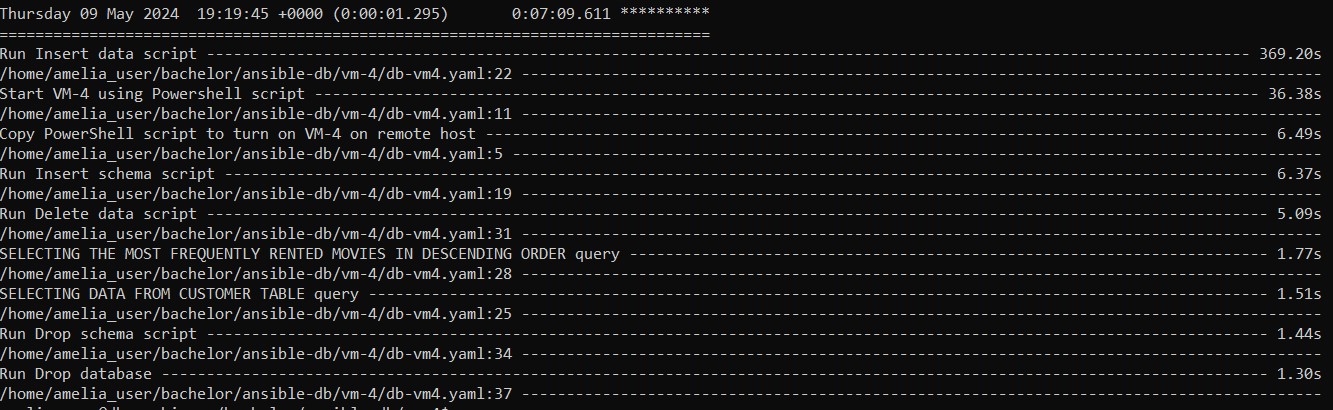 Thursday 09 May 2024  19:19:45 +0000 (0:00:01.295)       0:07:09.611 **********
===============================================================================
Run Insert data script -------------------------------------------------------------------------------------------------------------------- 369.20s
/home/amelia_user/bachelor/ansible-db/vm-4/db-vm4.yaml:22 -----------------------------------------------------------------------------------------
Start VM-4 using Powershell script --------------------------------------------------------------------------------------------------------- 36.38s
/home/amelia_user/bachelor/ansible-db/vm-4/db-vm4.yaml:11 -----------------------------------------------------------------------------------------
Copy PowerShell script to turn on VM-4 on remote host --------------------------------------------------------------------------------------- 6.49s
/home/amelia_user/bachelor/ansible-db/vm-4/db-vm4.yaml:5 ------------------------------------------------------------------------------------------
Run Insert schema script -------------------------------------------------------------------------------------------------------------------- 6.37s
/home/amelia_user/bachelor/ansible-db/vm-4/db-vm4.yaml:19 -----------------------------------------------------------------------------------------
Run Delete data script ---------------------------------------------------------------------------------------------------------------------- 5.09s
/home/amelia_user/bachelor/ansible-db/vm-4/db-vm4.yaml:31 -----------------------------------------------------------------------------------------
SELECTING THE MOST FREQUENTLY RENTED MOVIES IN DESCENDING ORDER query ----------------------------------------------------------------------- 1.77s
/home/amelia_user/bachelor/ansible-db/vm-4/db-vm4.yaml:28 -----------------------------------------------------------------------------------------
SELECTING DATA FROM CUSTOMER TABLE query ---------------------------------------------------------------------------------------------------- 1.51s
/home/amelia_user/bachelor/ansible-db/vm-4/db-vm4.yaml:25 -----------------------------------------------------------------------------------------
Run Drop schema script ---------------------------------------------------------------------------------------------------------------------- 1.44s
/home/amelia_user/bachelor/ansible-db/vm-4/db-vm4.yaml:34 -----------------------------------------------------------------------------------------
Run Drop database --------------------------------------------------------------------------------------------------------------------------- 1.30s
/home/amelia_user/bachelor/ansible-db/vm-4/db-vm4.yaml:37 -----------------------------------------------------------------------------------------